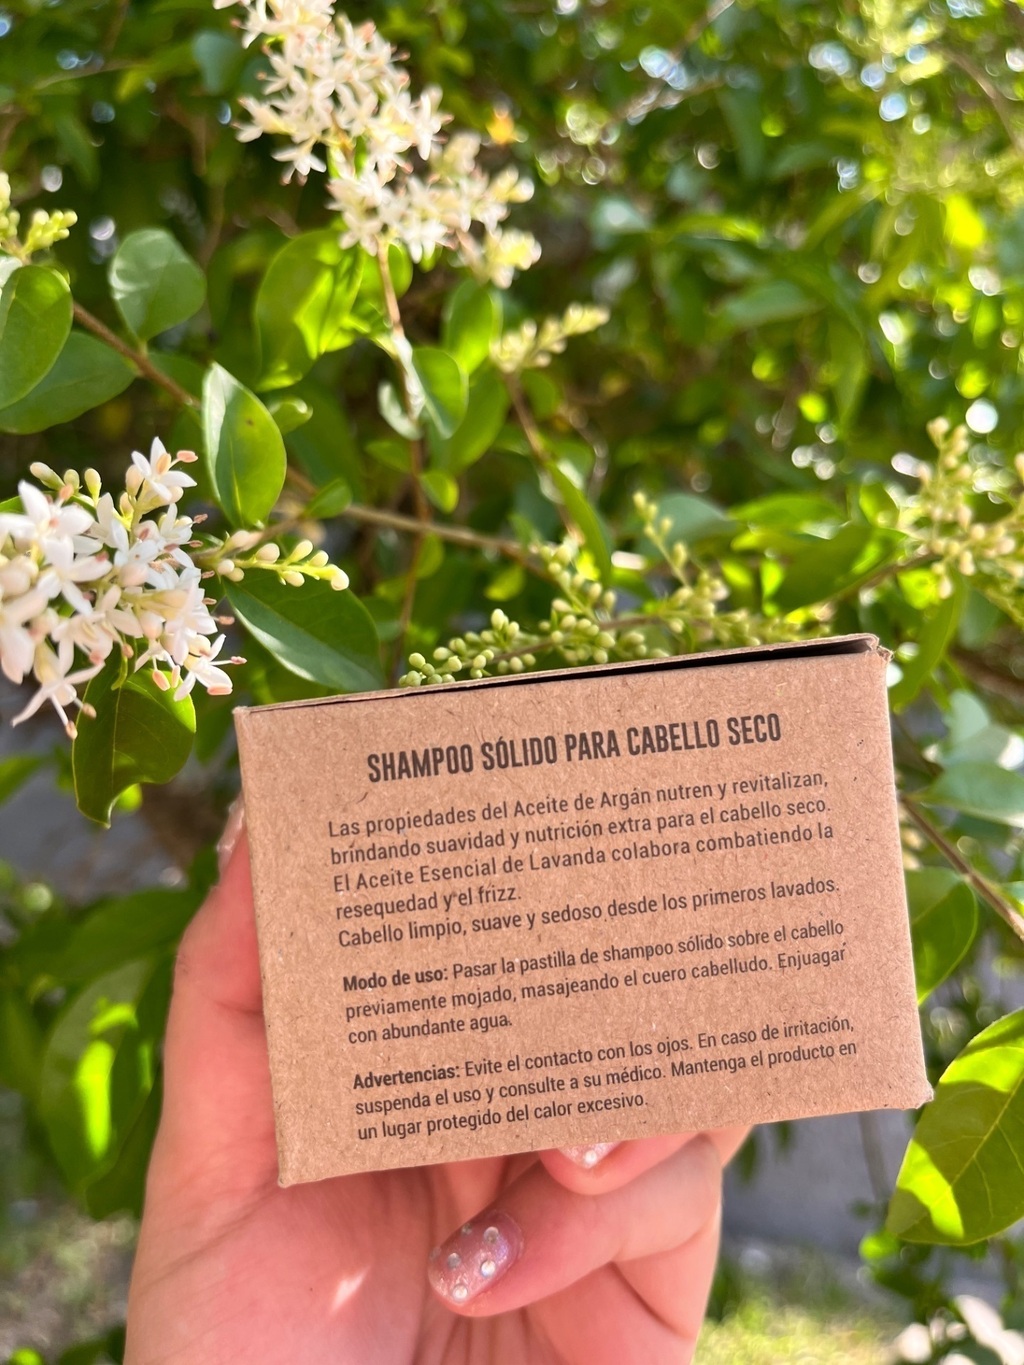 SHAMPOO SÓLIDO PARA CABELLO SECO
Las propiedades del Aceite de Argán nutren y revitalizan,
brindando suavidad y nutrición extra para el cabello seco.
El Aceite Esencial de Lavanda colabora combatiendo la
resequedad y el frizz.
Cabello limpio, suave y sedoso desde los primeros lavados.
Modo de uso: Pasar la pastilla de shampoo sólido sobre el cabello
previamente mojado, masajeando el cuero cabelludo. Enjuagar
con abundante agua.
Advertencias: Evite el contacto con los ojos. En caso de irritación,
suspenda el uso y consulte a su médico. Mantenga el producto en
un lugar protegido del calor excesivo.